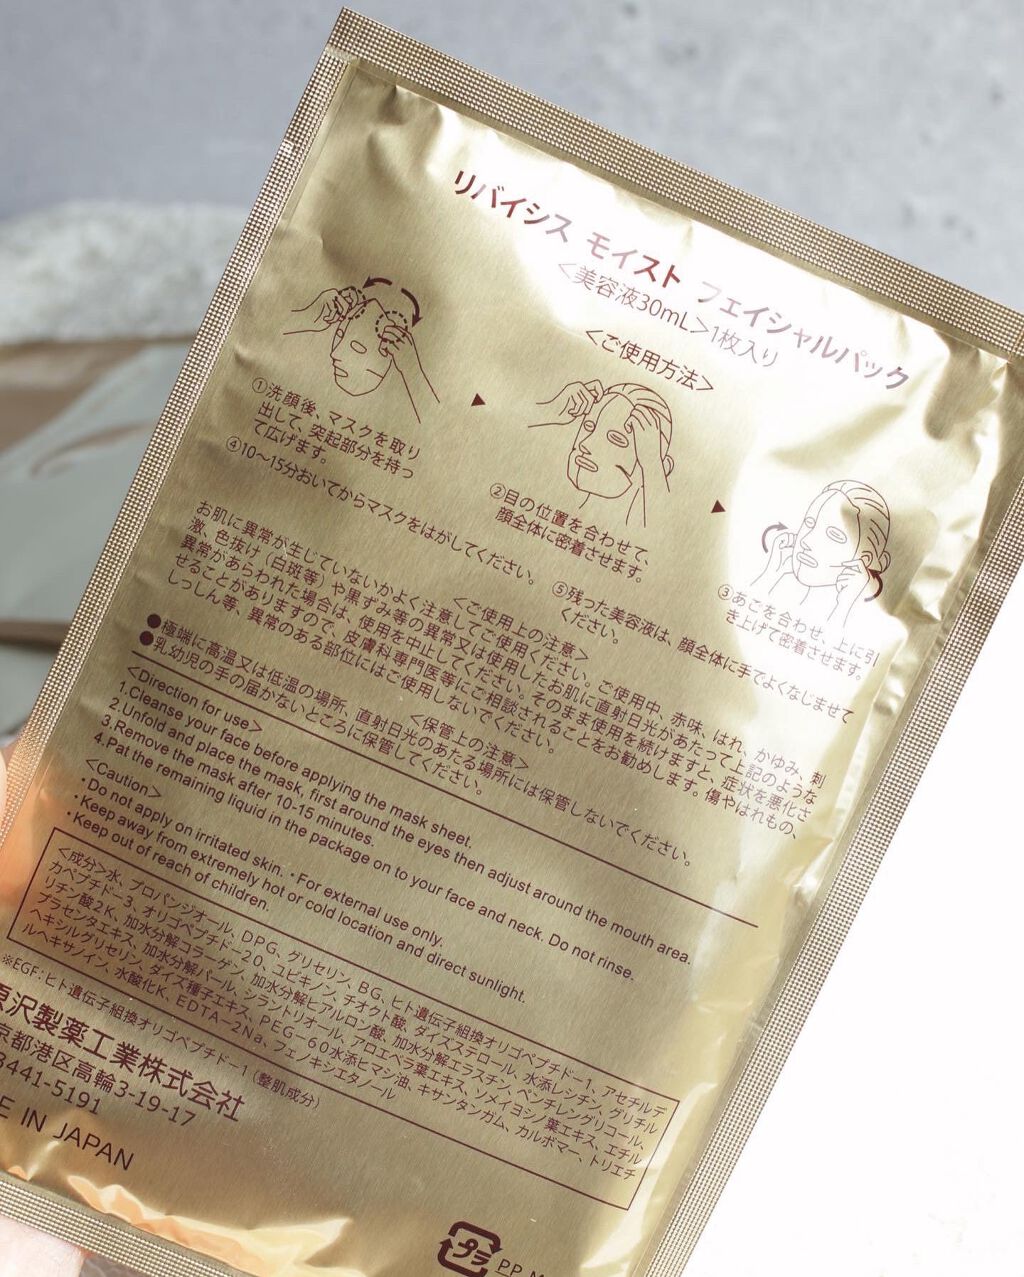 リバイシス モイスト フェイシャルパック
<美容液30mL>1枚入り
<ご使用方法>
①洗顔後、マスクを取り
出して、突起部分を持っ
て広げます。
②目の位置を合わせて、
顔全体に密着させます。
③あごを合わせ、上に引
き上げて密着させます。
④10～15分おいてからマスクをはがしてください。
⑤残った美容液は、顔全体に手でよくなじませて
ください。
<ご使用上の注意>
お肌に異常が生じていないかよく注意してご使用ください。ご使用中、赤味、はれ、かゆみ、刺
激、色抜け（白斑等）や黒ずみ等の異常又は使用したお肌に直射日光があたって上記のような
異常があらわれた場合は、使用を中止してください。そのまま使用を続けますと、症状を悪化さ
せることがありますので、皮膚科専門医等にご相談されることをお勧めします。傷やはれもの、
しっしん等、異常のある部位にはご使用しないでください。
<保管上の注意>
●極端に高温又は低温の場所、直射日光のあたる場所には保管しないでください。
●乳幼児の手の届かないところに保管してください。
<Direction for use>
1.Cleanse your face before applying the mask sheet.
2.Unfold and place the mask, first around the eyes then adjust around the mouth area.
3.Remove the mask after 10-15 minutes.
4.Pat the remaining liquid in the package on to your face and neck. Do not rinse.
<Caution>
・Do not apply on irritated skin. ・For external use only.
・Keep away from extremely hot or cold location and direct sunlight.
・Keep out of reach of children.
<成分>水、プロパンジオール、DPG、グリセリン、BG、ヒト遺伝子組換オリゴペプチド-1、アセチルデ
カペプチド-3、オリゴペプチド-20、ユビキノン、チオクト酸、ダイズステロール、水添レシチン、グリチル
リチン酸2K、加水分解コラーゲン、加水分解ヒアルロン酸、加水分解エラスチン、ペンチレングリコール、
プラセンタエキス、加水分解パール、シラントリオール、アロエベラ葉エキス、ソメイヨシノ葉エキス、エチル
ヘキシルグリセリン、ダイズ種子エキス、PEG-60水添ヒマシ油、キサンタンガム、カルボマー、トリエチ
ルヘキサノイン、水酸化K、EDTA-2Na、フェノキシエタノール
※EGF:ヒト遺伝子組換オリゴペプチド-1（整肌成分）
原沢製薬工業株式会社
京都港区高輪3-19-17
3441-5191
E IN JAPAN
プラ
PP